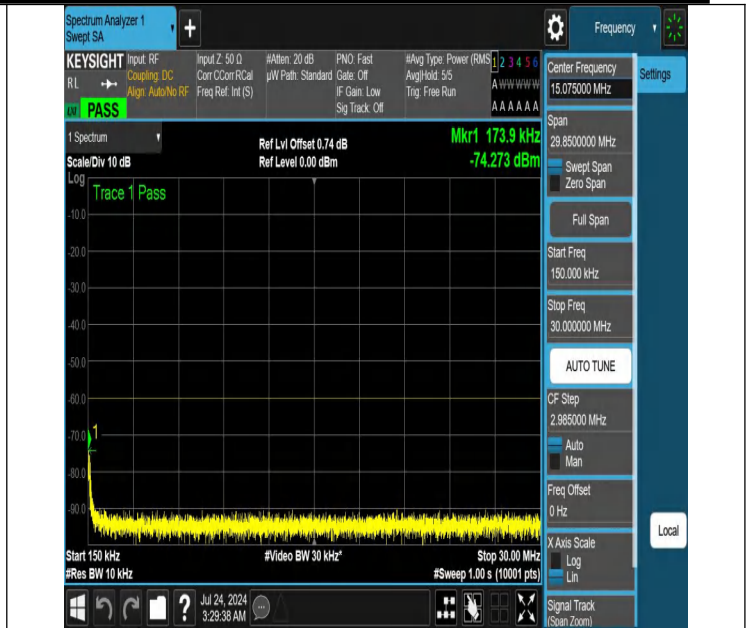 Spectrum Analyzer 1
Swept SA
+
Frequency
KEYSIGHT
RL
PASS
Input: RF
Coupling: DC
Align: Auto/No RF
Input Z: 50 Ω
Corr CCorr RCal
Freq Ref: Int (S)
#Atten: 20 dB
µW Path: Standard
PNO: Fast
Gate: Off
IF Gain: Low
Sig Track: Off
#Avg Type: Power (RMS
Avg|Hold: 5/5
Trig: Free Run
1 2 3 4 5 6
A W W W W W
A A A A A A
1 Spectrum
Scale/Div 10 dB
Ref Lvl Offset 0.74 dB
Ref Level 0.00 dBm
Mkr1 173.9 kHz
-74.273 dBm
Log
Trace 1 Pass
-10.0
-20.0
-30.0
-40.0
-50.0
-60.0
-70.0
-80.0
-90.0
1
Start 150 kHz
#Res BW 10 kHz
#Video BW 30 kHz*
Stop 30.00 MHz
#Sweep 1.00 s (10001 pts)
Center Frequency
15.075000 MHz
Settings
Span
29.8500000 MHz
Swept Span
Zero Span
Full Span
Start Freq
150.000 kHz
Stop Freq
30.000000 MHz
AUTO TUNE
CF Step
2.985000 MHz
Auto
Man
Freq Offset
0 Hz
X Axis Scale
Log
Lin
Local
Signal Track
(Span Zoom)
?
Jul 24, 2024
3:29:38 AM